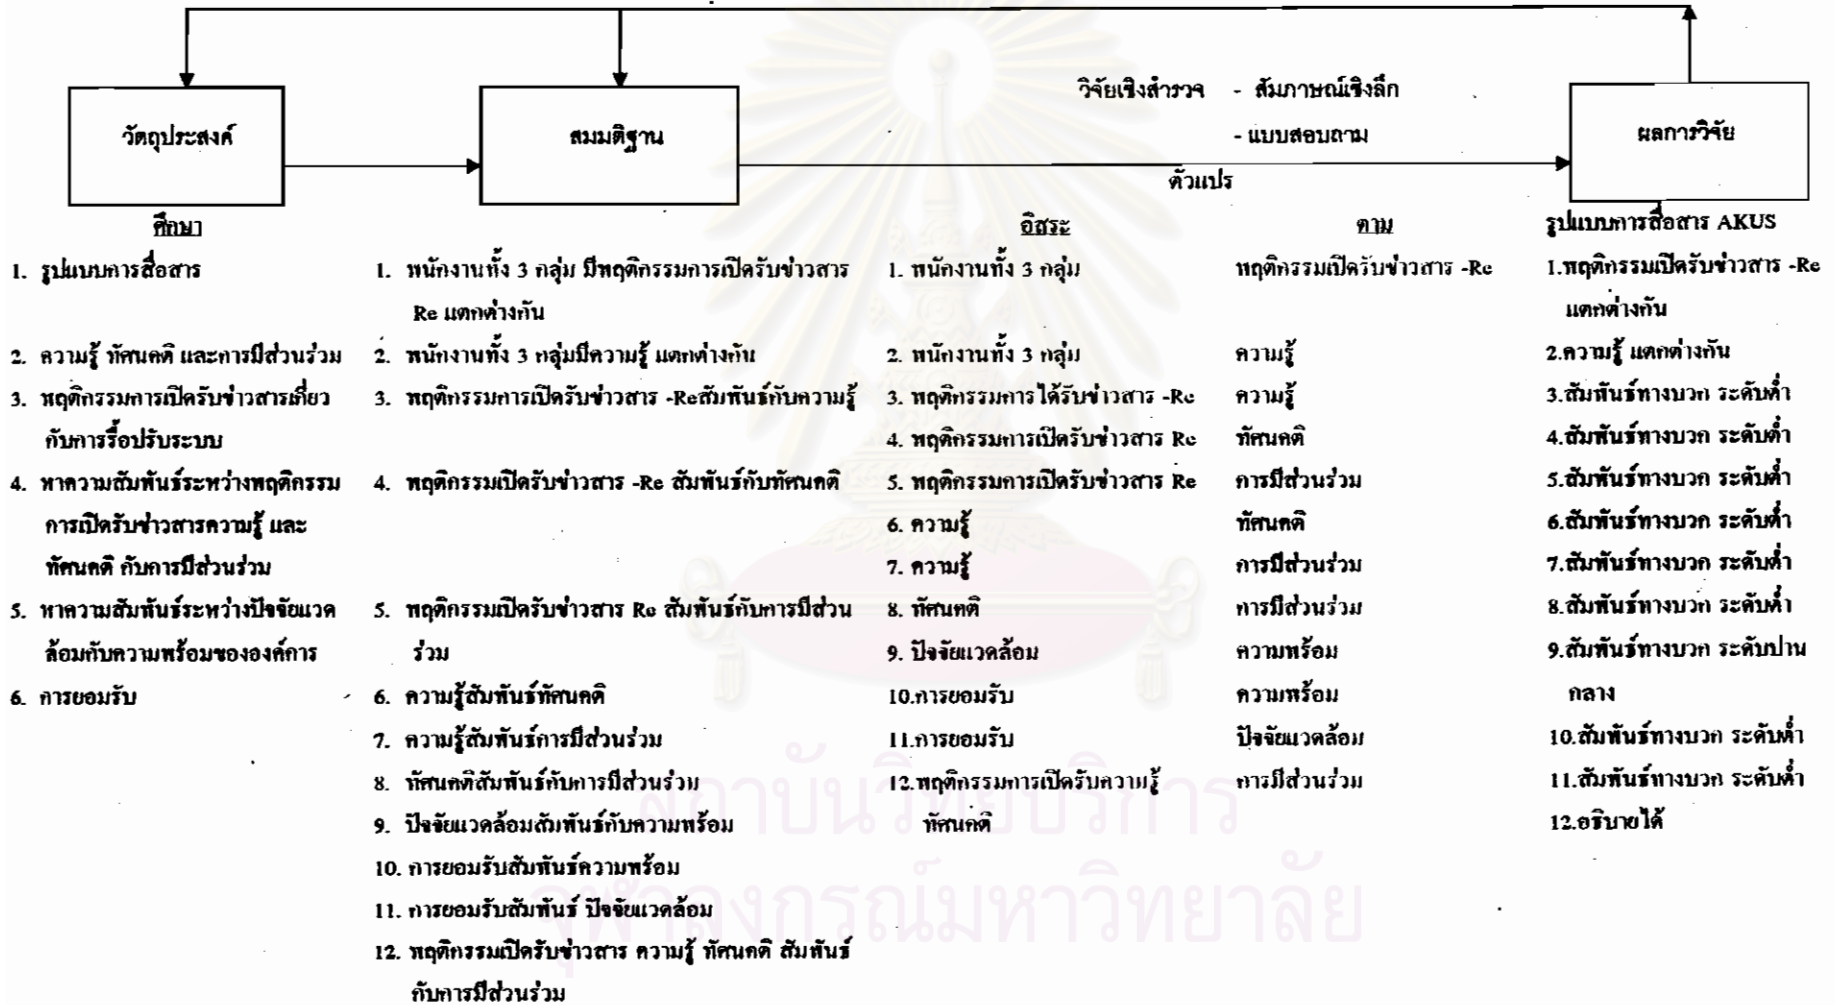 วัตถุประสงค์
สมมติฐาน
วิจัยเชิงสำรวจ - สัมภาษณ์เชิงลึก
- แบบสอบถาม
ตัวแปร
ผลการวิจัย
ศึกษา
1. รูปแบบการสื่อสาร
2. ความรู้ ทัศนคติ และการมีส่วนร่วม
3. พฤติกรรมการเปิดรับข่าวสารเกี่ยว
กับการรื้อปรับระบบ
4. หาความสัมพันธ์ระหว่างพฤติกรรม
การเปิดรับข่าวสารความรู้ และ
ทัศนคติ กับการมีส่วนร่วม
5. หาความสัมพันธ์ระหว่างปัจจัยแวด
ล้อมกับความพร้อมขององค์การ
6. การยอมรับ
1. พนักงานทั้ง 3 กลุ่ม มีพฤติกรรมการเปิดรับข่าวสาร
Re แตกต่างกัน
2. พนักงานทั้ง 3 กลุ่มมีความรู้ แตกต่างกัน
3. พฤติกรรมการเปิดรับข่าวสาร -Reสัมพันธ์กับความรู้
4. พฤติกรรมเปิดรับข่าวสาร -Re สัมพันธ์กับทัศนคติ
5. พฤติกรรมเปิดรับข่าวสาร Re สัมพันธ์กับการมีส่วน
ร่วม
6. ความรู้สัมพันธ์ทัศนคติ
7. ความรู้สัมพันธ์การมีส่วนร่วม
8. ทัศนคติสัมพันธ์กับการมีส่วนร่วม
9. ปัจจัยแวดล้อมสัมพันธ์กับความพร้อม
10. การยอมรับสัมพันธ์ความพร้อม
11. การยอมรับสัมพันธ์ ปัจจัยแวดล้อม
12. พฤติกรรมเปิดรับข่าวสาร ความรู้ ทัศนคติ สัมพันธ์
กับการมีส่วนร่วม
อิสระ
1. พนักงานทั้ง 3 กลุ่ม
2. พนักงานทั้ง 3 กลุ่ม
3. พฤติกรรมการได้รับข่าวสาร -Re
4. พฤติกรรมการเปิดรับข่าวสาร Re
5. พฤติกรรมการเปิดรับข่าวสาร Re
6. ความรู้
7. ความรู้
8. ทัศนคติ
9. ปัจจัยแวดล้อม
10.การยอมรับ
11.การยอมรับ
12.พฤติกรรมการเปิดรับความรู้
ทัศนคติ
ตาม
พฤติกรรมเปิดรับข่าวสาร -Re
ความรู้
ความรู้
ทัศนคติ
การมีส่วนร่วม
ทัศนคติ
การมีส่วนร่วม
การมีส่วนร่วม
ความพร้อม
ความพร้อม
ปัจจัยแวดล้อม
การมีส่วนร่วม
รูปแบบการสื่อสาร AKUS
1.พฤติกรรมเปิดรับข่าวสาร -Re
แตกต่างกัน
2.ความรู้ แตกต่างกัน
3.สัมพันธ์ทางบวก ระดับต่ำ
4.สัมพันธ์ทางบวก ระดับต่ำ
5.สัมพันธ์ทางบวก ระดับต่ำ
6.สัมพันธ์ทางบวก ระดับต่ำ
7.สัมพันธ์ทางบวก ระดับต่ำ
8.สัมพันธ์ทางบวก ระดับต่ำ
9.สัมพันธ์ทางบวก ระดับปาน
กลาง
10.สัมพันธ์ทางบวก ระดับต่ำ
11.สัมพันธ์ทางบวก ระดับต่ำ
12.อธิบายได้
สถาบันวิทยบริการ
จุฬาลงกรณ์มหาวิทยาลัย